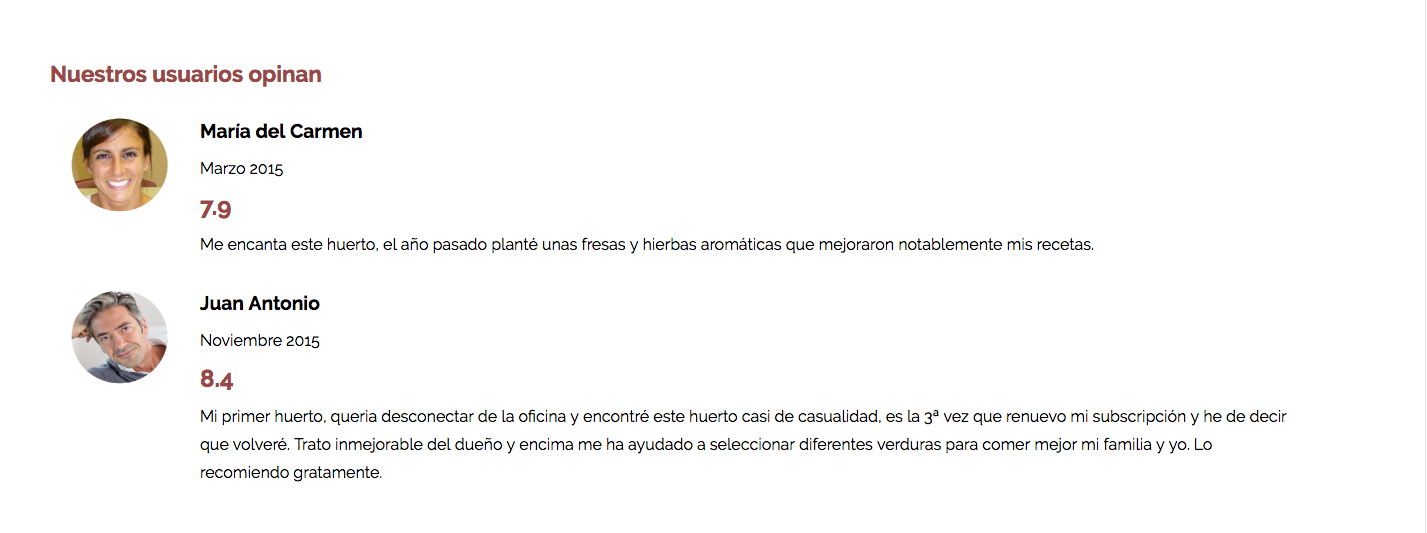 Nuestros usuarios opinan
María del Carmen
Marzo 2015
7.9
Me encanta este huerto, el año pasado planté unas fresas y hierbas aromáticas que mejoraron notablemente mis recetas.
Juan Antonio
Noviembre 2015
8.4
Mi primer huerto, queria desconectar de la oficina y encontré este huerto casi de casualidad, es la 3ª vez que renuevo mi subscripción y he de decir
que volveré. Trato inmejorable del dueño y encima me ha ayudado a seleccionar diferentes verduras para comer mejor mi familia y yo. Lo
recomiendo gratamente.